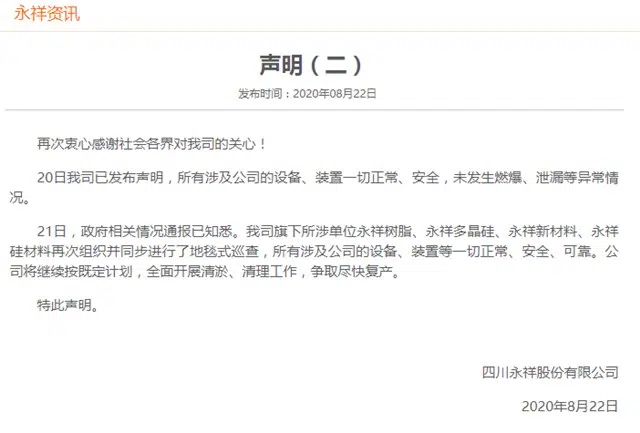 永祥资讯
声明（二）
发布时间：2020年08月22日
再次衷心感谢社会各界对我司的关心！
20日我司已发布声明，所有涉及公司的设备、装置一切正常、安全，未发生燃爆、泄漏等异常情
况。
21日，政府相关情况通报已知悉。我司旗下所涉单位永祥树脂、永祥多晶硅、永祥新材料、永祥
硅材料再次组织并同步进行了地毯式巡查，所有涉及公司的设备、装置等一切正常、安全、可靠。公
司将继续按既定计划，全面开展清淤、清理工作，争取尽快复产。
特此声明。
四川永祥股份有限公司
2020年8月22日